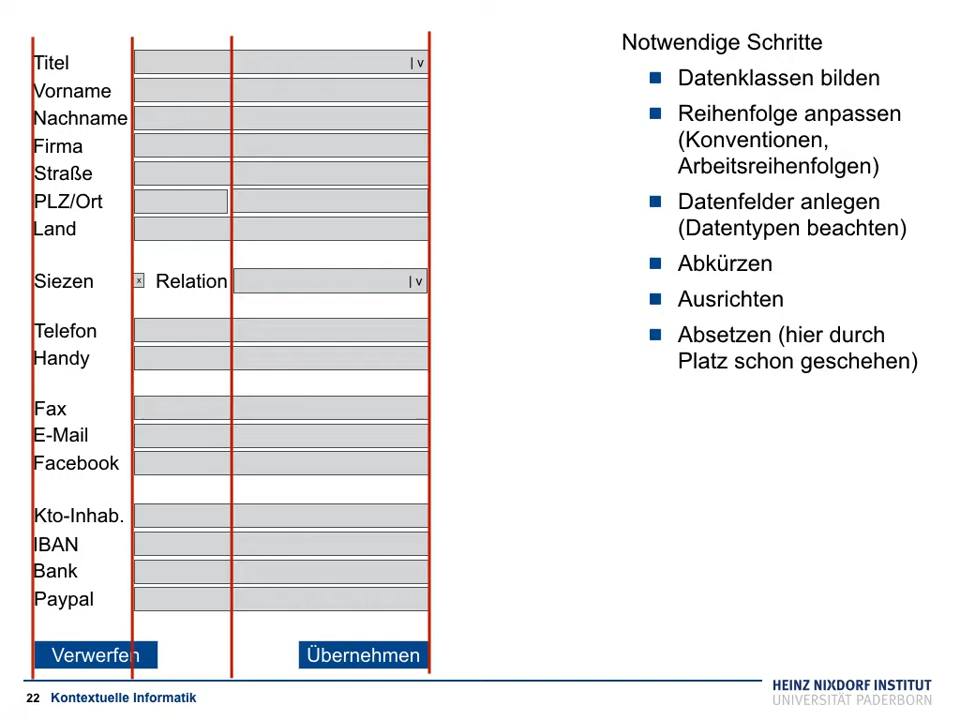 Titel | v
Vorname
Nachname
Firma
Straße
PLZ/Ort
Land
Siezen x Relation | v
Telefon
Handy
Fax
E-Mail
Facebook
Kto-Inhab.
IBAN
Bank
Paypal
Verwerfen Übernehmen
Notwendige Schritte
Datenklassen bilden
Reihenfolge anpassen
(Konventionen,
Arbeitsreihenfolgen)
Datenfelder anlegen
(Datentypen beachten)
Abkürzen
Ausrichten
Absetzen (hier durch
Platz schon geschehen)
22 Kontextuelle Informatik
HEINZ NIXDORF INSTITUT
UNIVERSITÄT PADERBORN